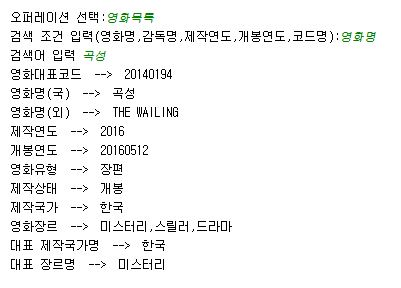 오퍼레이션 선택:영화목록
검색 조건 입력(영화명,감독명,제작연도,개봉연도,코드명):영화명
검색어 입력 곡성
영화대표코드 --> 20140194
영화명(국) --> 곡성
영화명(외) --> THE WAILING
제작연도 --> 2016
개봉연도 --> 20160512
영화유형 --> 장편
제작상태 --> 개봉
제작국가 --> 한국
영화장르 --> 미스터리,스릴러,드라마
대표 제작국가명 --> 한국
대표 장르명 --> 미스터리